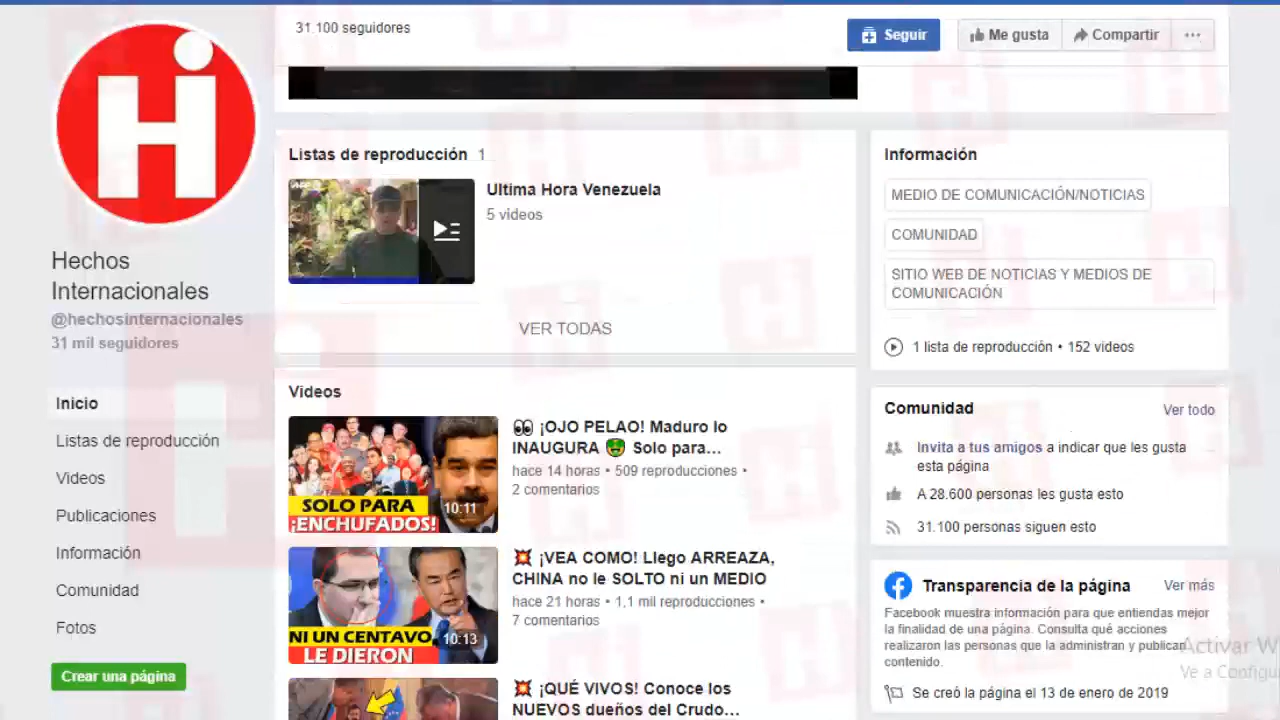 31.100 seguidores
Seguir
Me gusta
Compartir
Hechos
Internacionales
@hechosinternacionales
31 mil seguidores
Inicio
Listas de reproducción
Videos
Publicaciones
Información
Comunidad
Fotos
Crear una página
Listas de reproducción 1
Ultima Hora Venezuela
5 videos
VER TODAS
Videos
¡OJO PELAO! Maduro lo
INAUGURA 🤑 Solo para...
hace 14 horas • 509 reproducciones •
2 comentarios
SOLO PARA
¡ENCHUFADOS!
10:11
💥 ¡VEA COMO! Llego ARREAZA,
CHINA no le SOLTO ni un MEDIO
hace 21 horas • 1,1 mil reproducciones •
7 comentarios
NI UN CENTAVO
LE DIERON
10:13
💥 ¡QUÉ VIVOS! Conoce los
NUEVOS dueños del Crudo...
Información
MEDIO DE COMUNICACIÓN/NOTICIAS
COMUNIDAD
SITIO WEB DE NOTICIAS Y MEDIOS DE
COMUNICACIÓN
1 lista de reproducción • 152 videos
Comunidad
Ver todo
Invita a tus amigos a indicar que les gusta
esta página
A 28.600 personas les gusta esto
31.100 personas siguen esto
Transparencia de la página
Ver más
Facebook muestra información para que entiendas mejor
la finalidad de una página. Consulta qué acciones
realizaron las personas que la administran y publican
contenido.
Se creó la página el 13 de enero de 2019
Activar W
Ve a Configu